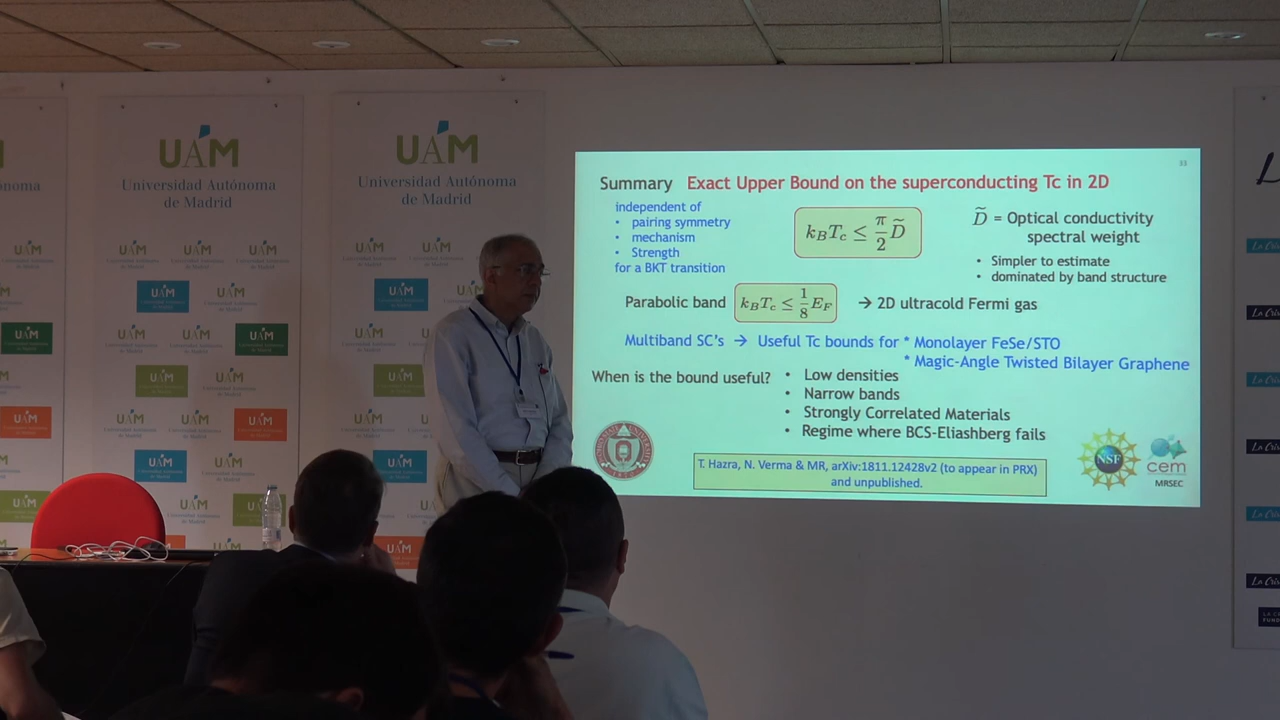 UAM
Universidad Autónoma
de Madrid
UAM
Universidad Autónoma
de Madrid
33
Summary Exact Upper Bound on the superconducting Tc in 2D
independent of
• pairing symmetry
• mechanism
• Strength
for a BKT transition
k_B T_c ≤ π/2 D̃
D̃ = Optical conductivity
spectral weight
• Simpler to estimate
• dominated by band structure
Parabolic band k_B T_c ≤ 1/8 E_F → 2D ultracold Fermi gas
Multiband SC's → Useful Tc bounds for * Monolayer FeSe/STO
* Magic-Angle Twisted Bilayer Graphene
When is the bound useful?
• Low densities
• Narrow bands
• Strongly Correlated Materials
• Regime where BCS-Eliashberg fails
T. Hazra, N. Verma & MR, arXiv:1811.12428v2 (to appear in PRX)
and unpublished.
NSF
cem
MRSEC